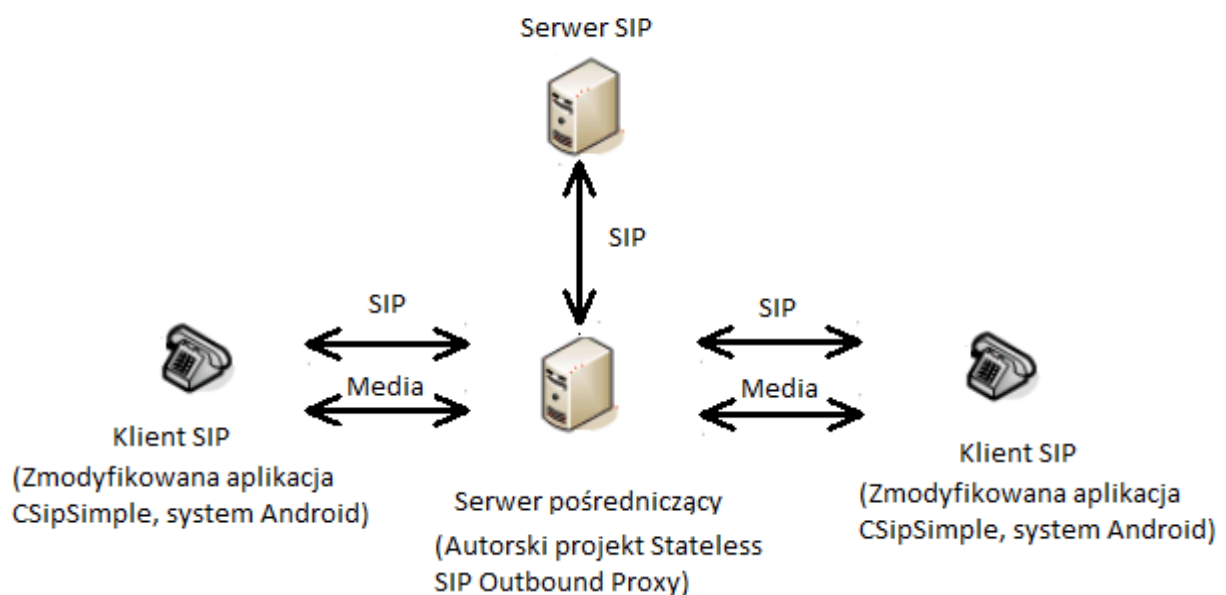 Serwer SIP
SIP
SIP
SIP
Media
Media
Klient SIP
(Zmodyfikowana aplikacja
CSipSimple, system Android)
Serwer pośredniczący
(Autorski projekt Stateless
SIP Outbound Proxy)
Klient SIP
(Zmodyfikowana aplikacja
CSipSimple, system Android)